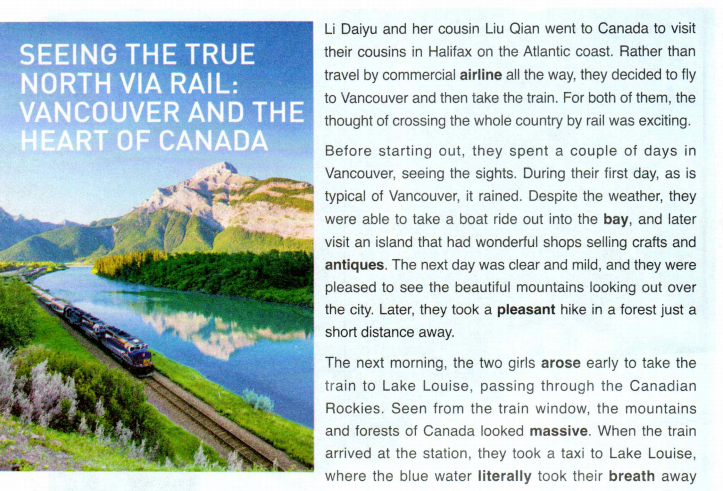 SEEING THE TRUE
NORTH VIA RAIL:
VANCOUVER AND THE
HEART OF CANADA
Li Daiyu and her cousin Liu Qian went to Canada to visit
their cousins in Halifax on the Atlantic coast. Rather than
travel by commercial airline all the way, they decided to fly
to Vancouver and then take the train. For both of them, the
thought of crossing the whole country by rail was exciting.
Before starting out, they spent a couple of days in
Vancouver, seeing the sights. During their first day, as is
typical of Vancouver, it rained. Despite the weather, they
were able to take a boat ride out into the bay, and later
visit an island that had wonderful shops selling crafts and
antiques. The next day was clear and mild, and they were
pleased to see the beautiful mountains looking out over
the city. Later, they took a pleasant hike in a forest just a
short distance away.
The next morning, the two girls arose early to take the
train to Lake Louise, passing through the Canadian
Rockies. Seen from the train window, the mountains
and forests of Canada looked massive. When the train
arrived at the station, they took a taxi to Lake Louise,
where the blue water literally took their breath away